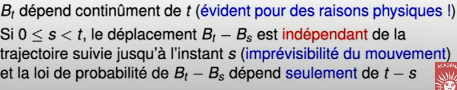 B_t dépend continûment de t (évident pour des raisons physiques !)
Si 0 ≤ s < t, le déplacement B_t − B_s est indépendant de la
trajectoire suivie jusqu'à l'instant s (imprévisibilité du mouvement)
et la loi de probabilité de B_t − B_s dépend seulement de t − s